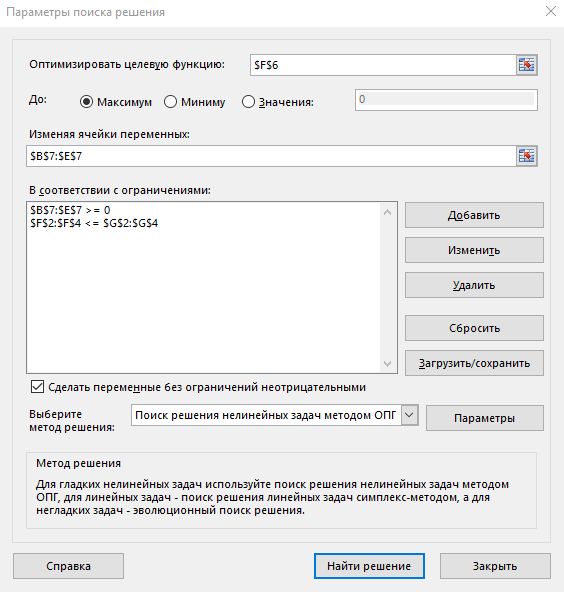 Параметры поиска решения
Оптимизировать целевую функцию: $F$6
До: Максимум Миниму Значения: 0
Изменяя ячейки переменных:
$B$7:$E$7
В соответствии с ограничениями:
$B$7:$E$7 >= 0
$F$2:$F$4 <= $G$2:$G$4
Добавить
Изменить
Удалить
Сбросить
Загрузить/сохранить
Сделать переменные без ограничений неотрицательными
Выберите
метод решения:
Поиск решения нелинейных задач методом ОПГ
Параметры
Метод решения
Для гладких нелинейных задач используйте поиск решения нелинейных задач методом
ОПГ, для линейных задач - поиск решения линейных задач симплекс-методом, а для
негладких задач - эволюционный поиск решения.
Справка
Найти решение
Закрыть